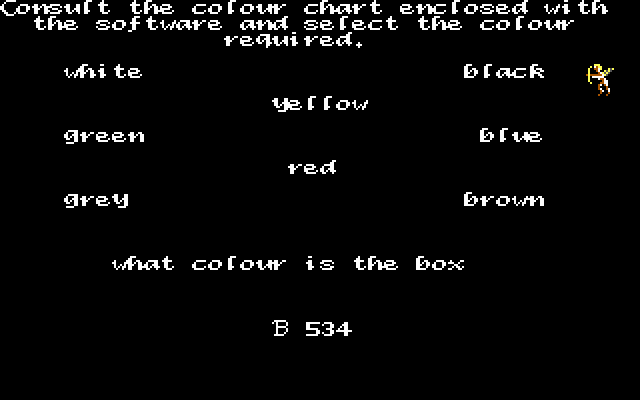 Consult the colour chart enclosed with
the software and select the colour
required.
white black
yellow
green blue
red
grey brown
what colour is the box
B 534